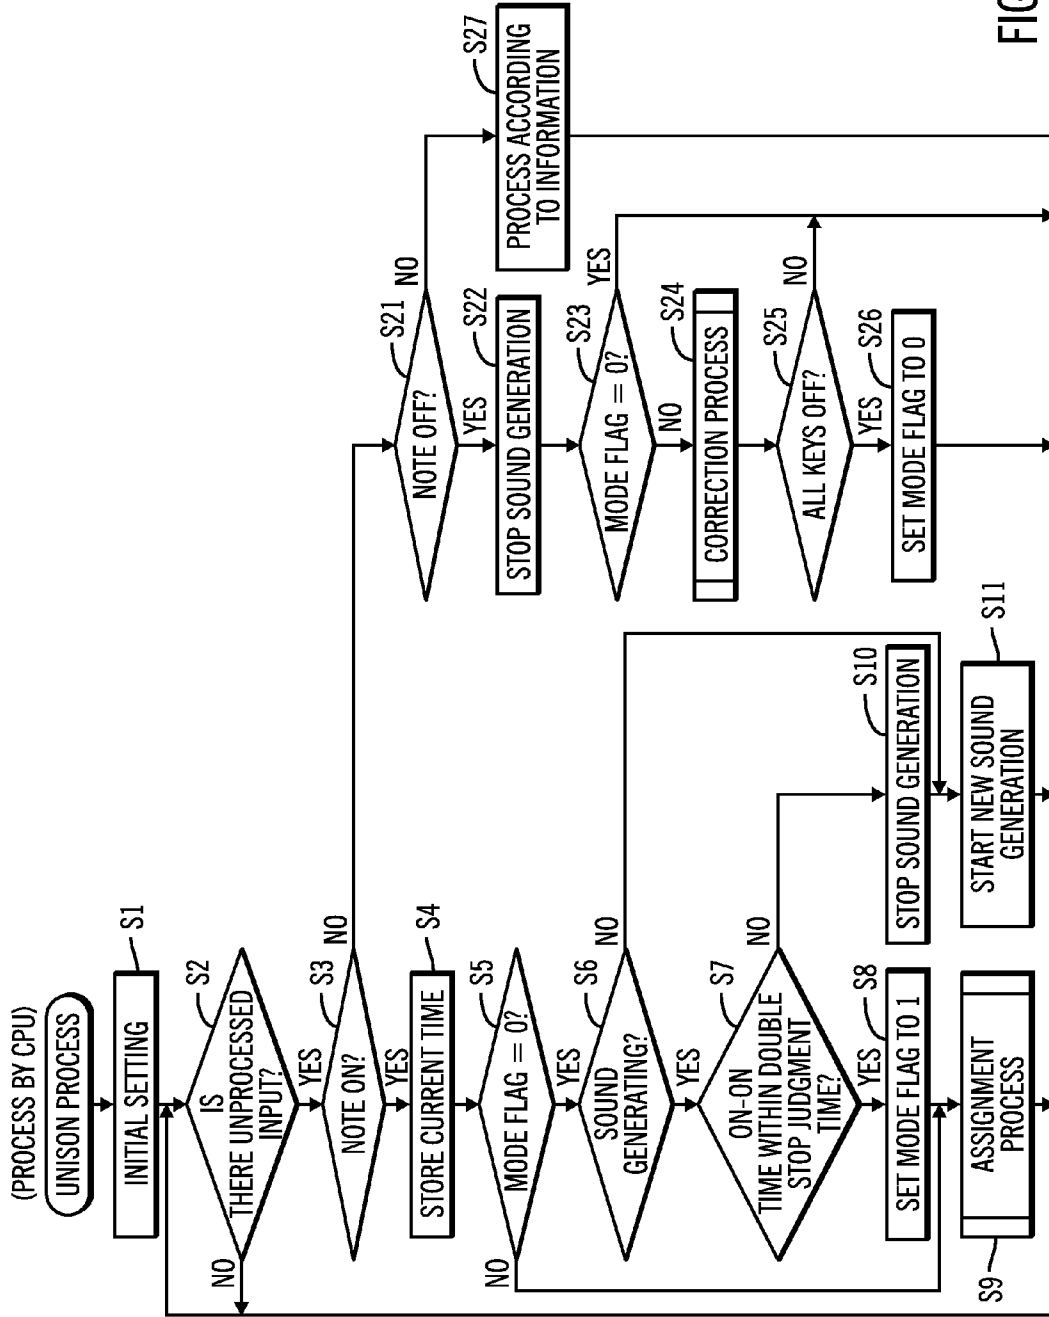 (PROCESS BY CPU)
UNISON PROCESS
S1
INITIAL SETTING
S2
IS
THERE UNPROCESSED
INPUT?
NO
YES
S3
NOTE ON?
NO
YES
S4
STORE CURRENT TIME
S5
MODE FLAG = 0?
NO
YES
S6
SOUND
GENERATING?
NO
YES
S7
ON-ON
TIME WITHIN DOUBLE
STOP JUDGMENT
TIME?
NO
YES
S8
SET MODE FLAG TO 1
S9
ASSIGNMENT
PROCESS
S10
STOP SOUND GENERATION
S11
START NEW SOUND
GENERATION
S21
NOTE OFF?
NO
YES
S22
STOP SOUND GENERATION
S23
MODE FLAG = 0?
YES
NO
S24
CORRECTION PROCESS
S25
ALL KEYS OFF?
NO
YES
S26
SET MODE FLAG TO 0
S27
PROCESS ACCORDING
TO INFORMATION
FIG